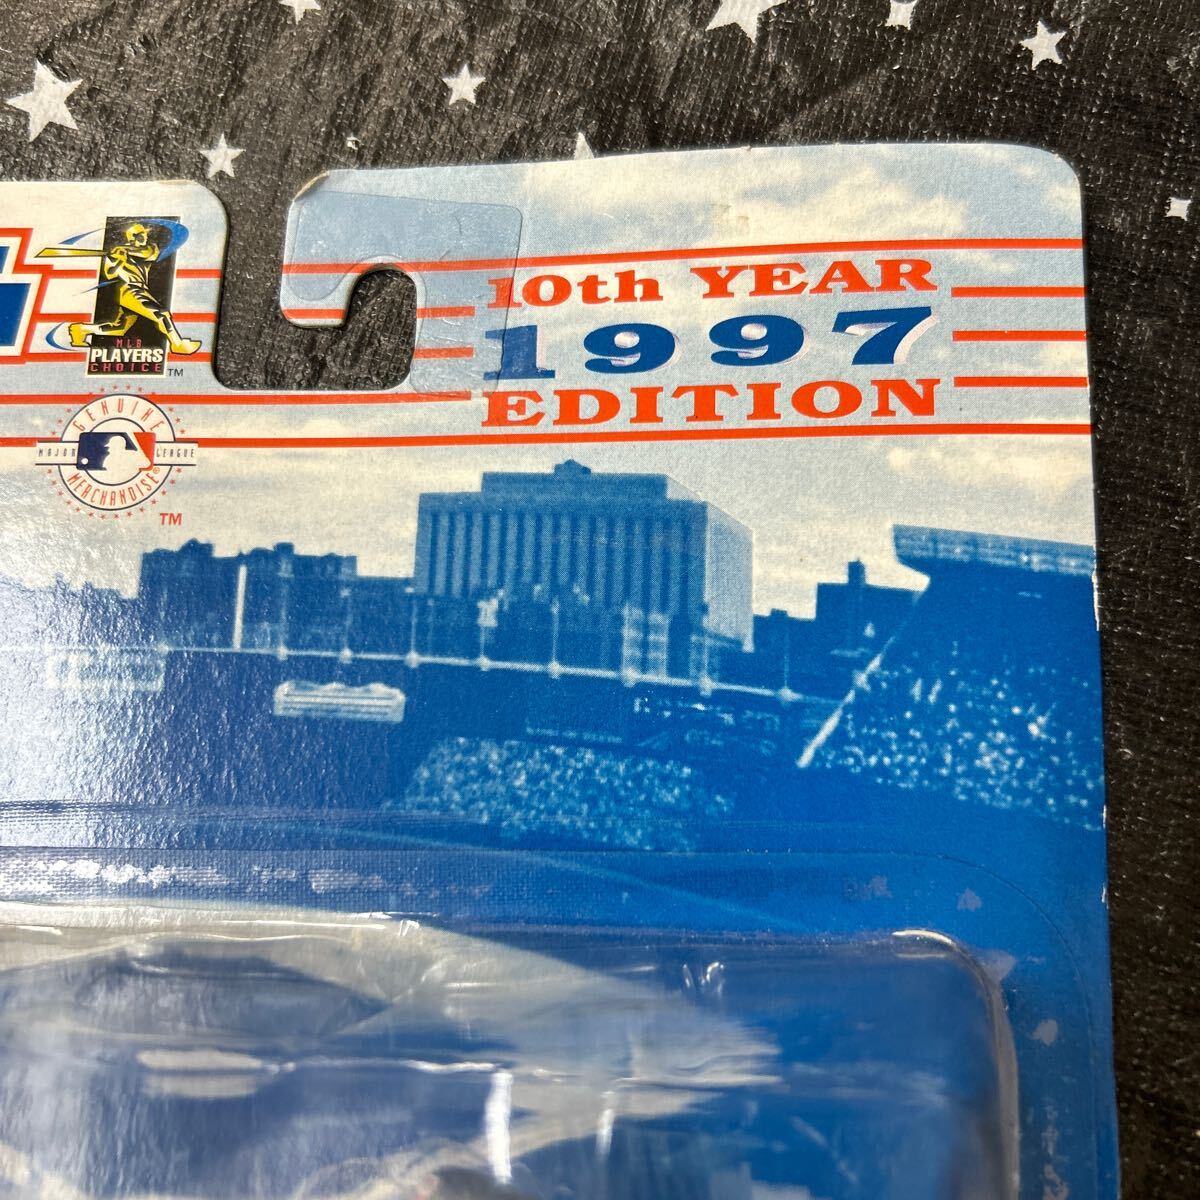 10th YEAR
1997
EDITION
MLB
PLAYERS
CHOICE TM
GENUINE
MAJOR LEAGUE
MERCHANDISE®
TM